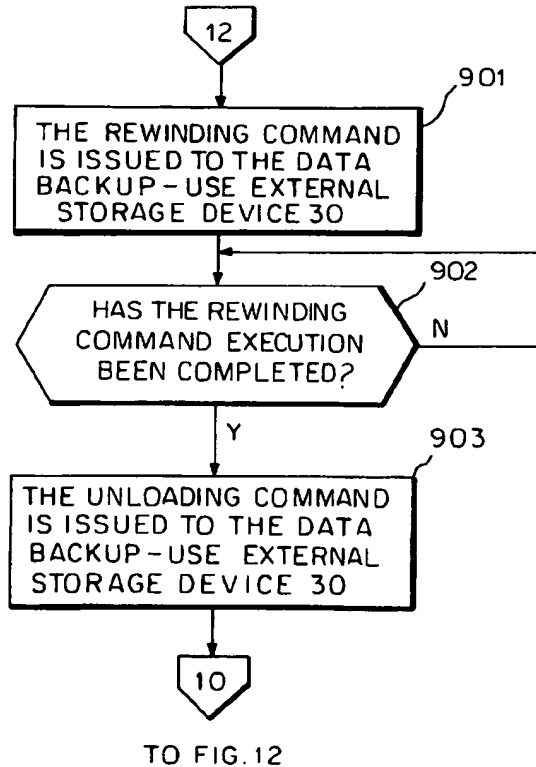 12
901
THE REWINDING COMMAND
IS ISSUED TO THE DATA
BACKUP-USE EXTERNAL
STORAGE DEVICE 30
902
HAS THE REWINDING
COMMAND EXECUTION
BEEN COMPLETED?
N
Y
903
THE UNLOADING COMMAND
IS ISSUED TO THE DATA
BACKUP-USE EXTERNAL
STORAGE DEVICE 30
10
TO FIG.12